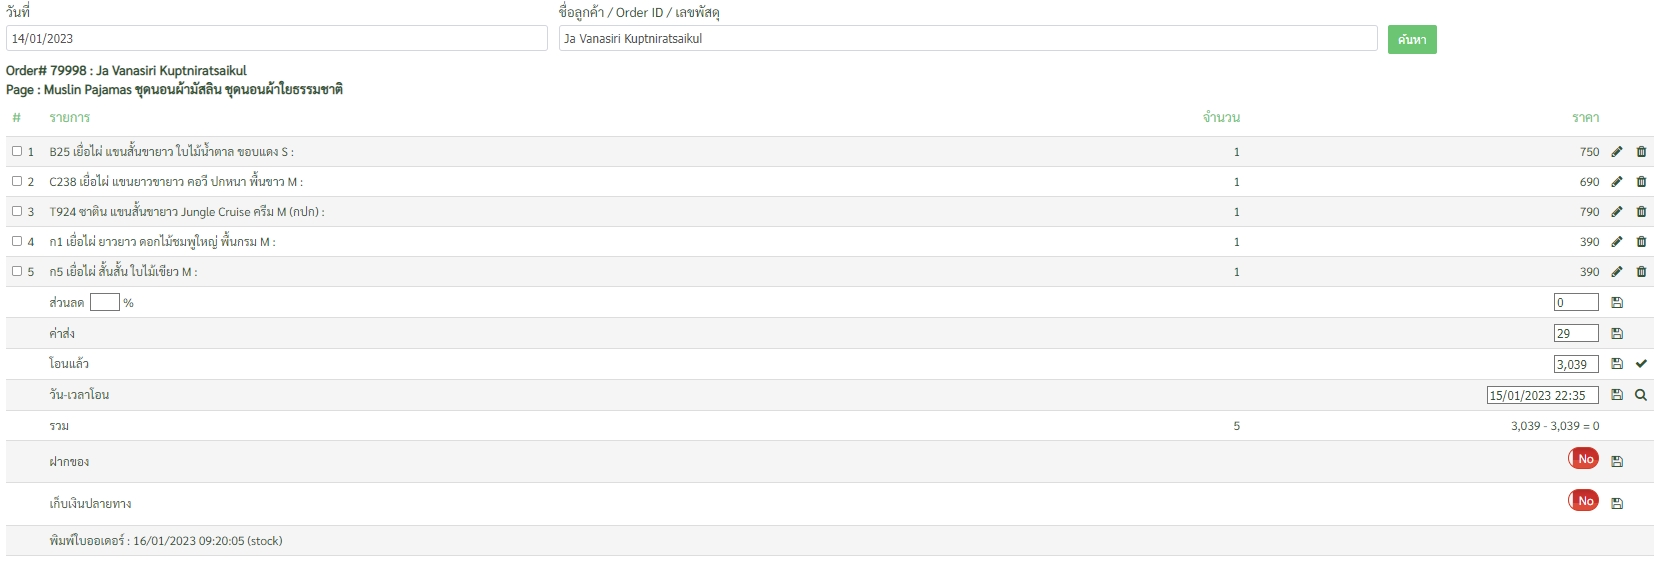 วันที่ ชื่อลูกค้า / Order ID / เลขพัสดุ
14/01/2023 Ja Vanasiri Kuptniratsaikul ค้นหา
Order# 79998 : Ja Vanasiri Kuptniratsaikul
Page : Muslin Pajamas ชุดนอนผ้ามัสลิน ชุดนอนผ้าใยธรรมชาติ
# รายการ จำนวน ราคา
1 B25 เยื่อไผ่ แขนสั้นขายาว ใบไม้น้ำตาล ขอบแดง S : 1 750
2 C238 เยื่อไผ่ แขนยาวขายาว คอวี ปกหนา พื้นขาว M : 1 690
3 T924 ซาติน แขนสั้นขายาว Jungle Cruise ครีม M (กปก) : 1 790
4 ก1 เยื่อไผ่ ยาวยาว ดอกไม้ชมพูใหญ่ พื้นกรม M : 1 390
5 ก5 เยื่อไผ่ สั้นสั้น ใบไม้เขียว M : 1 390
ส่วนลด % 0
ค่าส่ง 29
โอนแล้ว 3,039
วัน-เวลาโอน 15/01/2023 22:35
รวม 5 3,039 - 3,039 = 0
ฝากของ No
เก็บเงินปลายทาง No
พิมพ์ใบออเดอร์ : 16/01/2023 09:20:05 (stock)